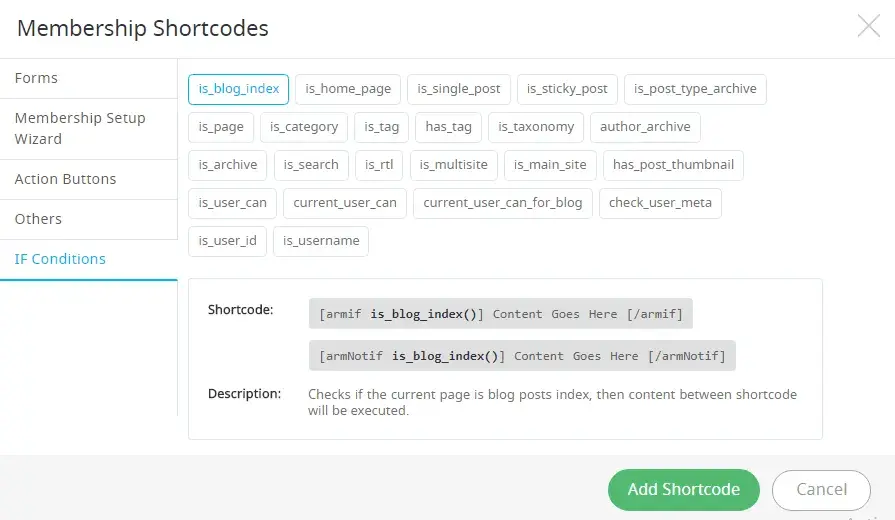 Membership Shortcodes
Forms
Membership Setup
Wizard
Action Buttons
Others
IF Conditions
is_blog_index is_home_page is_single_post is_sticky_post is_post_type_archive
is_page is_category is_tag has_tag is_taxonomy author_archive
is_archive is_search is_rtl is_multisite is_main_site has_post_thumbnail
is_user_can current_user_can current_user_can_for_blog check_user_meta
is_user_id is_username
Shortcode: [armif is_blog_index()] Content Goes Here [/armif]
[armNotif is_blog_index()] Content Goes Here [/armNotif]
Description: Checks if the current page is blog posts index, then content between shortcode
will be executed.
Add Shortcode Cancel